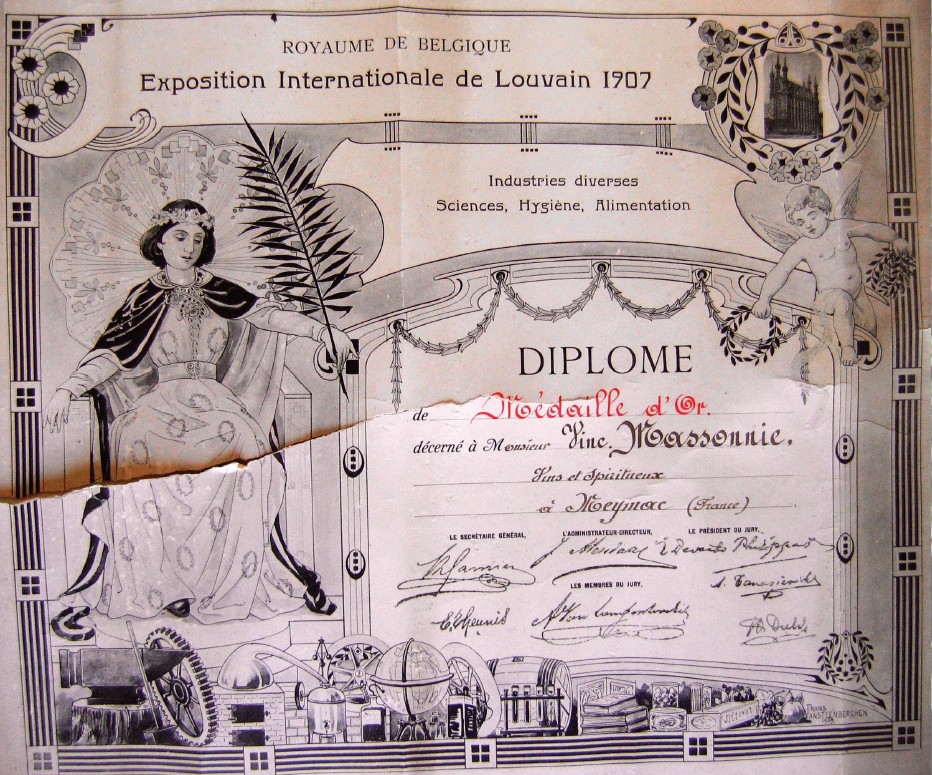 ROYAUME DE BELGIQUE
Exposition Internationale de Louvain 1907
Industries diverses
Sciences, Hygiène, Alimentation
DIPLOME
de Médaille d'Or.
décerné à Monsieur Vinc. Massonnie.
Vins et Spiritueux
à Meymac (France)
LE SECRÉTAIRE GÉNÉRAL, L'ADMINISTRATEUR-DIRECTEUR, LE PRÉSIDENT DU JURY,
LES MEMBRES DU JURY,
FRANS